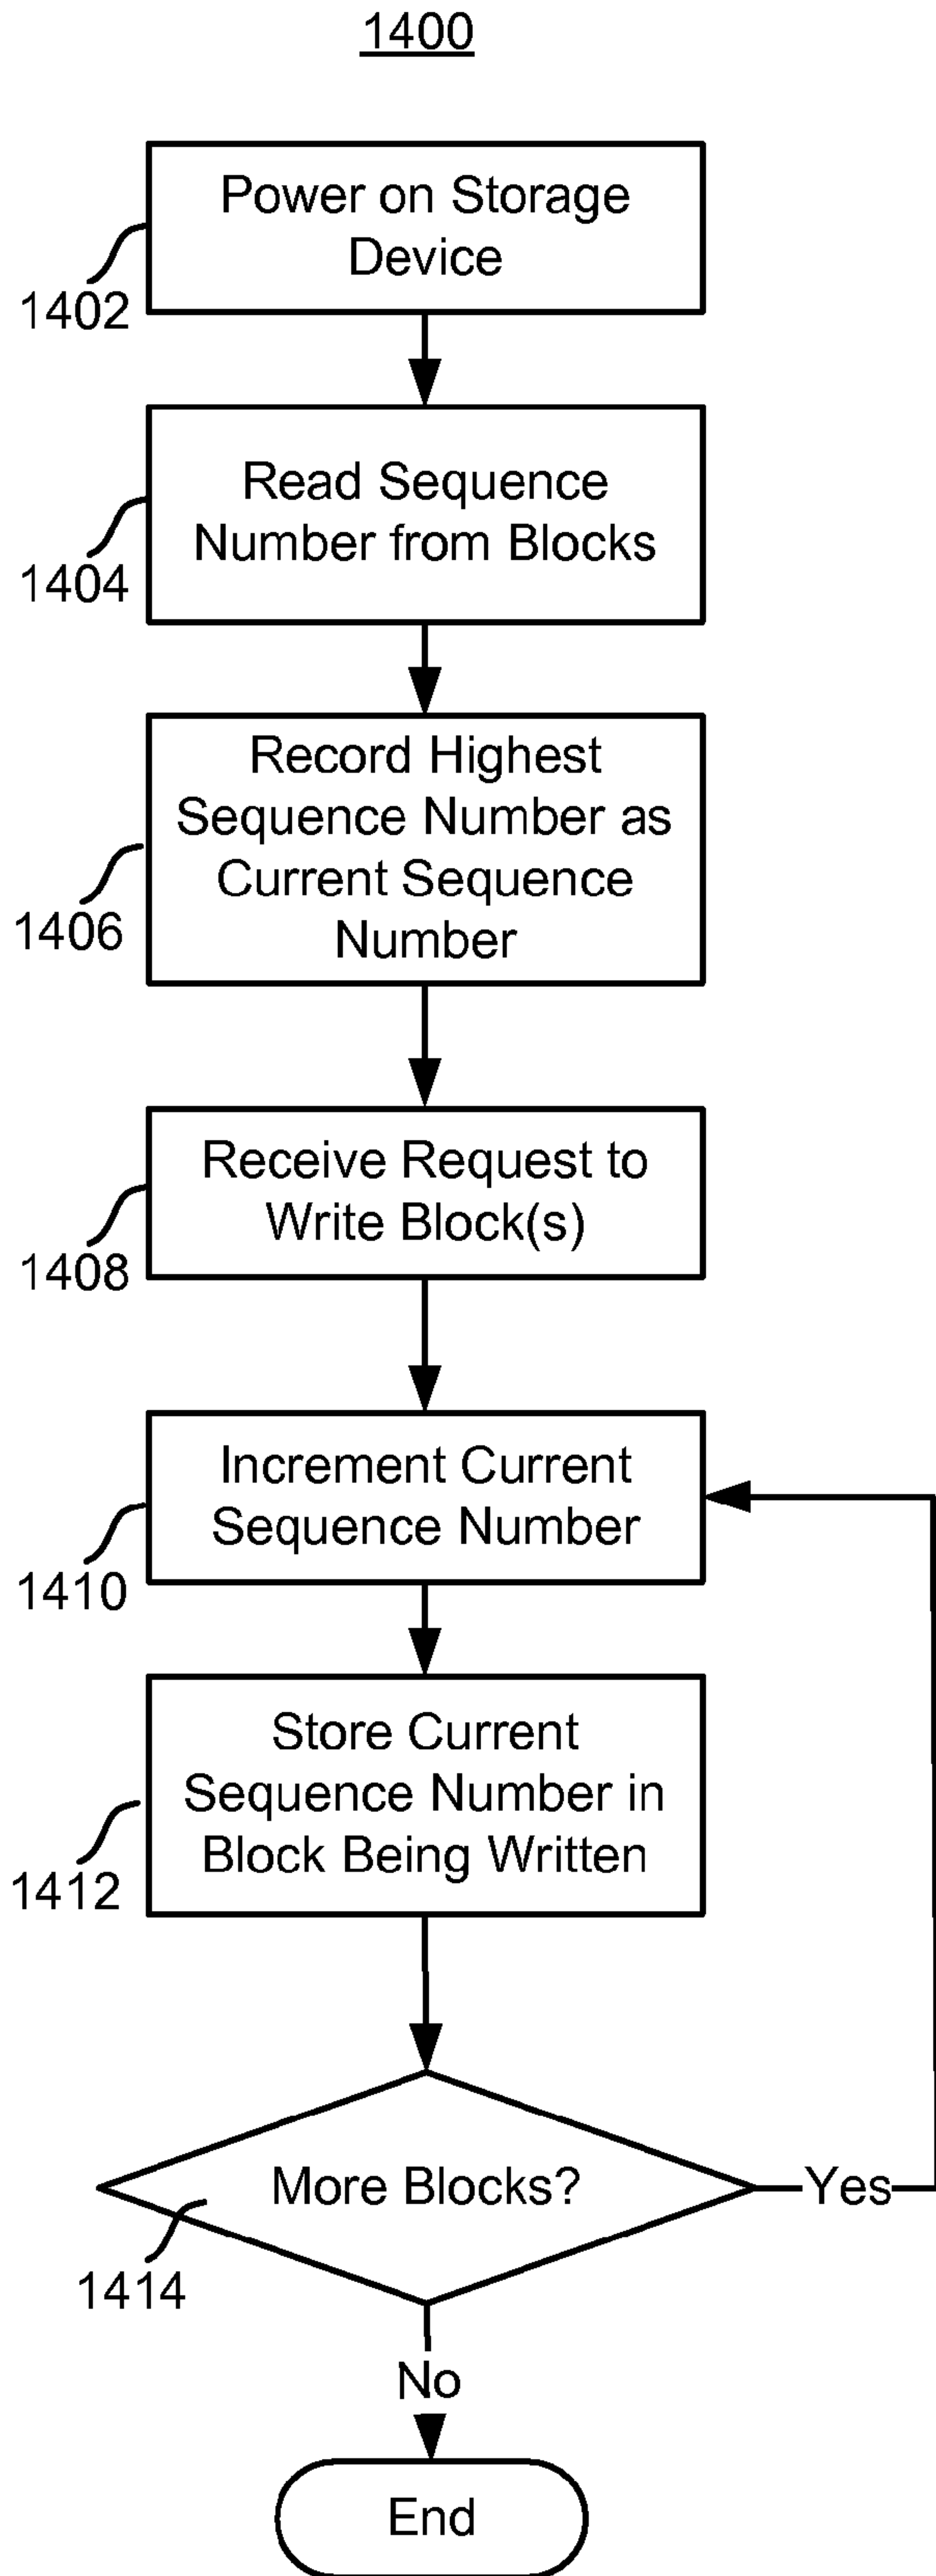 1400
Power on Storage
Device
1402
Read Sequence
Number from Blocks
1404
Record Highest
Sequence Number as
Current Sequence
Number
1406
Receive Request to
Write Block(s)
1408
Increment Current
Sequence Number
1410
Store Current
Sequence Number in
Block Being Written
1412
More Blocks?
Yes
1414
No
End